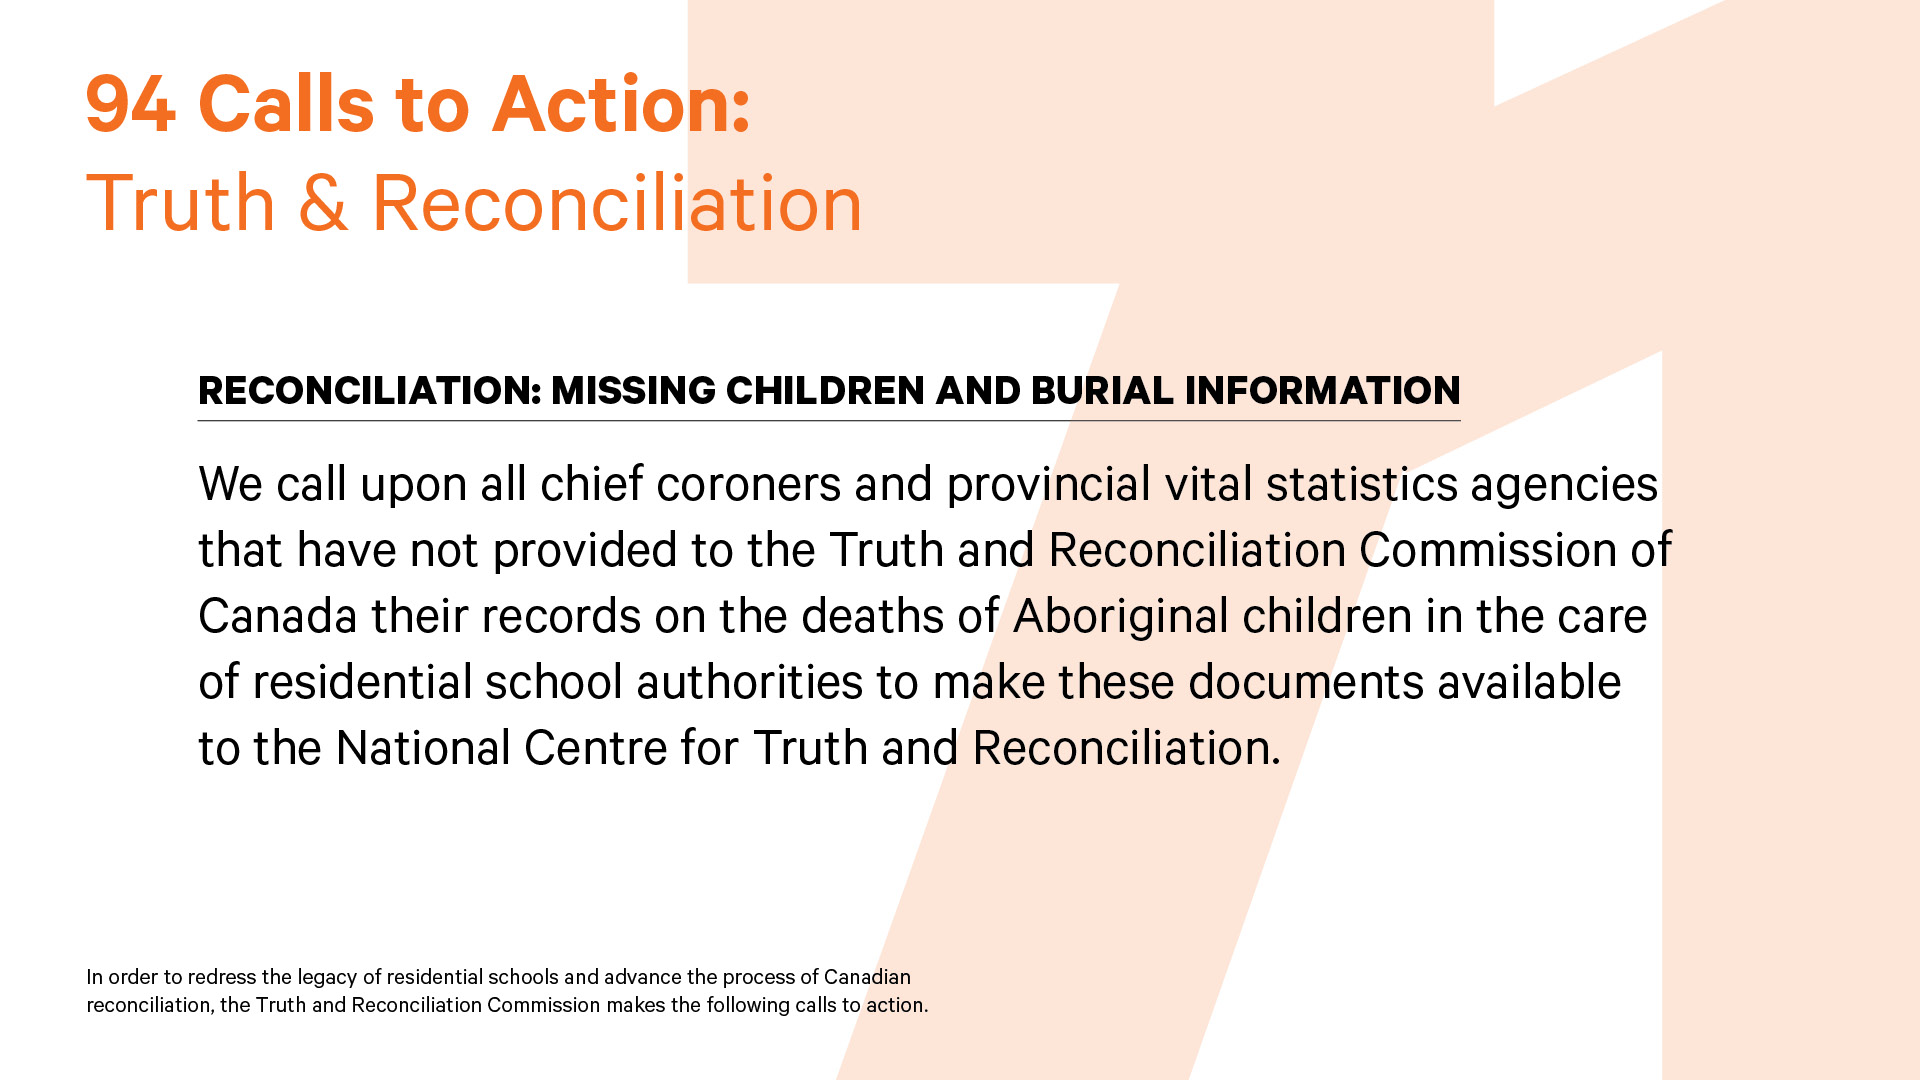 94 Calls to Action:
Truth & Reconciliation
71
RECONCILIATION: MISSING CHILDREN AND BURIAL INFORMATION
We call upon all chief coroners and provincial vital statistics agencies
that have not provided to the Truth and Reconciliation Commission of
Canada their records on the deaths of Aboriginal children in the care
of residential school authorities to make these documents available
to the National Centre for Truth and Reconciliation.
In order to redress the legacy of residential schools and advance the process of Canadian
reconciliation, the Truth and Reconciliation Commission makes the following calls to action.